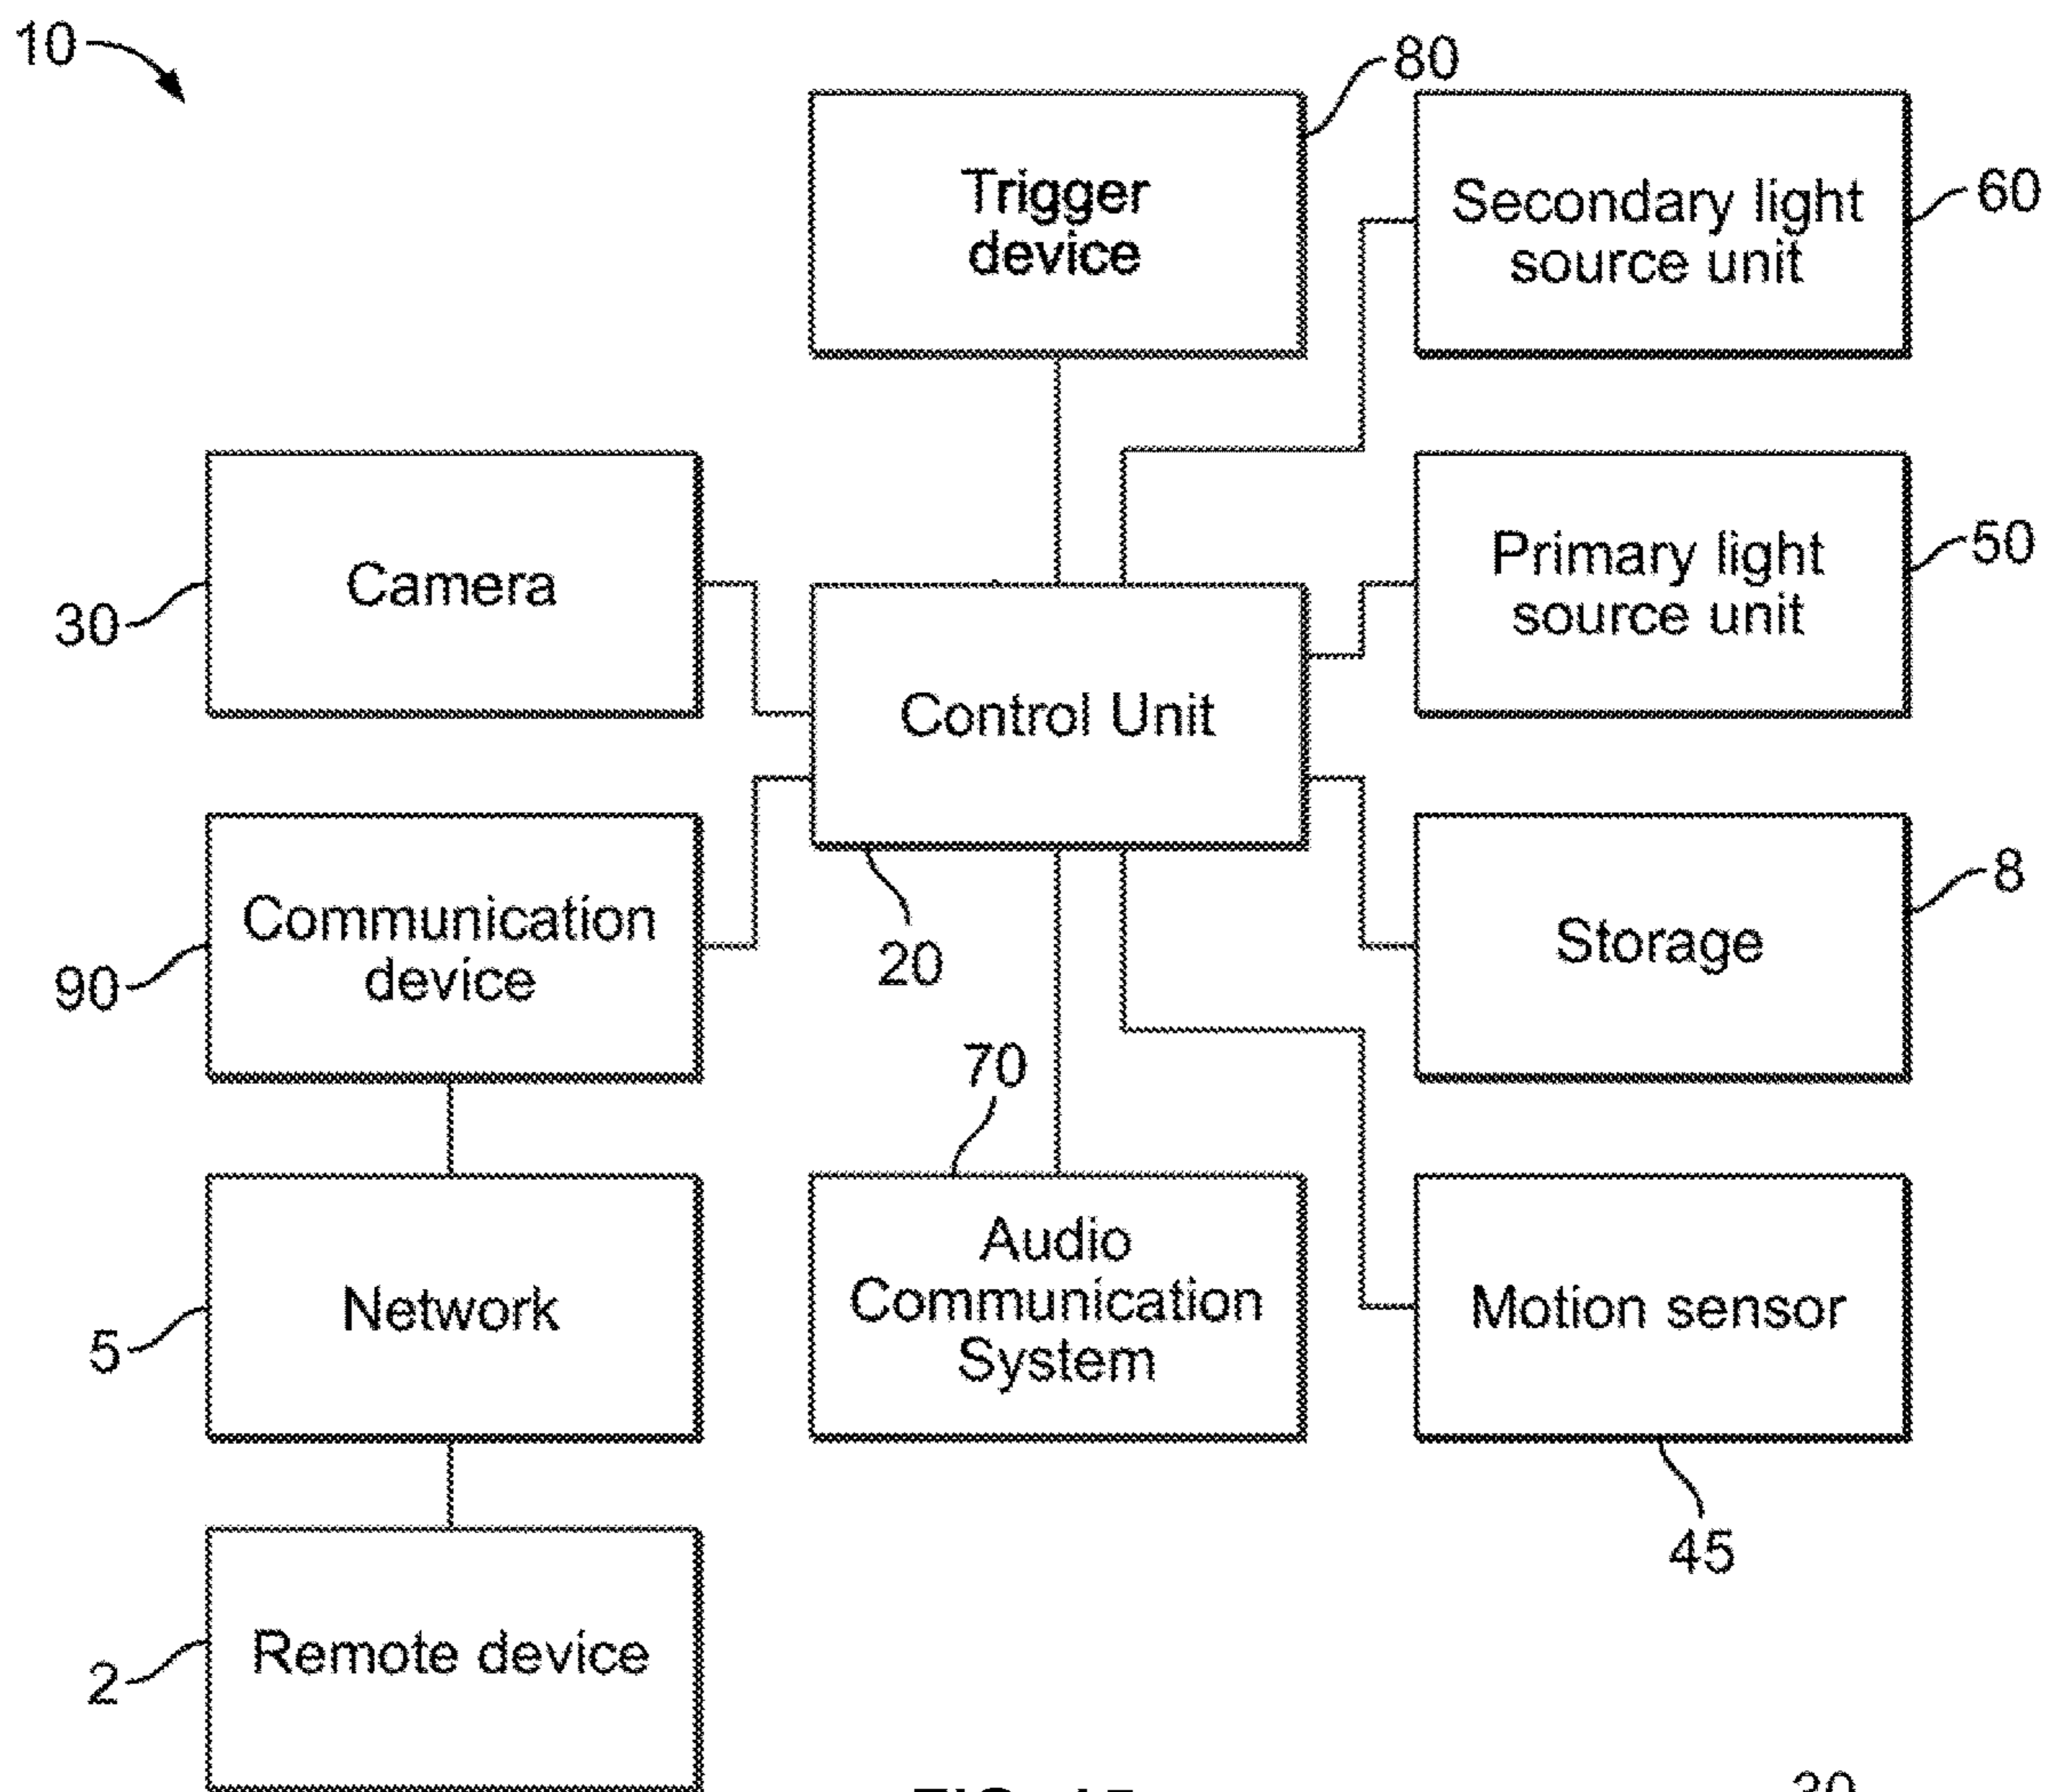 10
80
Trigger
device
Secondary light
source unit
60
Camera
30
Primary light
source unit
50
Control Unit
20
Communication
device
90
Storage
8
70
Network
5
Audio
Communication
System
Motion sensor
45
Remote device
2